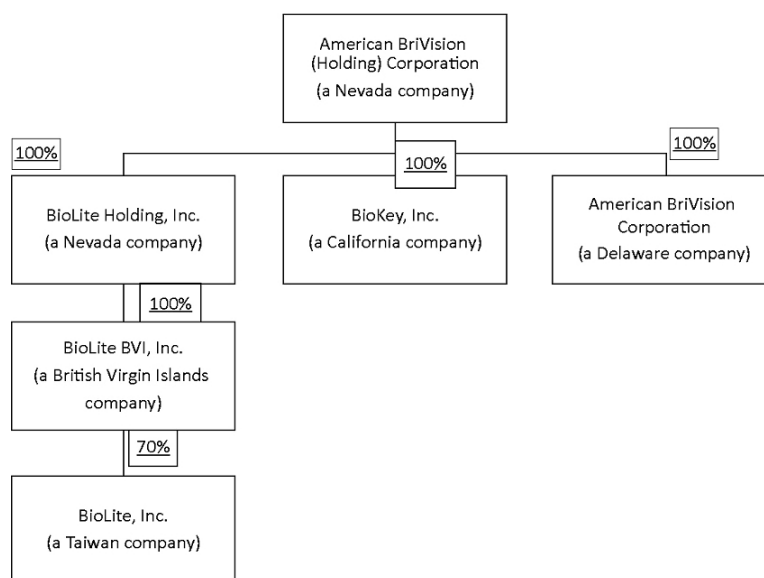 American BriVision
(Holding) Corporation
(a Nevada company)
100%
100%
100%
BioLite Holding, Inc.
(a Nevada company)
BioKey, Inc.
(a California company)
American BriVision
Corporation
(a Delaware company)
100%
BioLite BVI, Inc.
(a British Virgin Islands
company)
70%
BioLite, Inc.
(a Taiwan company)